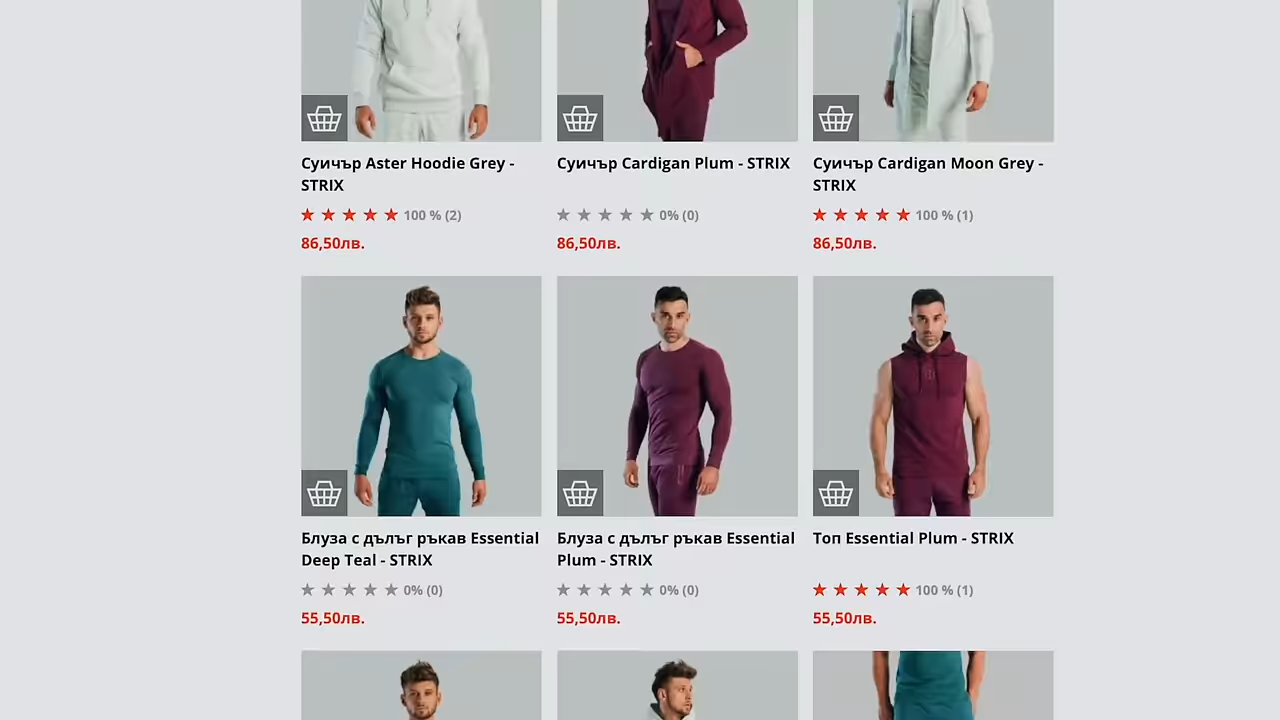 Суичър Aster Hoodie Grey -
STRIX
100 % (2)
86,50лв.
Суичър Cardigan Plum - STRIX
0% (0)
86,50лв.
Суичър Cardigan Moon Grey -
STRIX
100 % (1)
86,50лв.
Блуза с дълъг ръкав Essential
Deep Teal - STRIX
0% (0)
55,50лв.
Блуза с дълъг ръкав Essential
Plum - STRIX
0% (0)
55,50лв.
Топ Essential Plum - STRIX
100 % (1)
55,50лв.